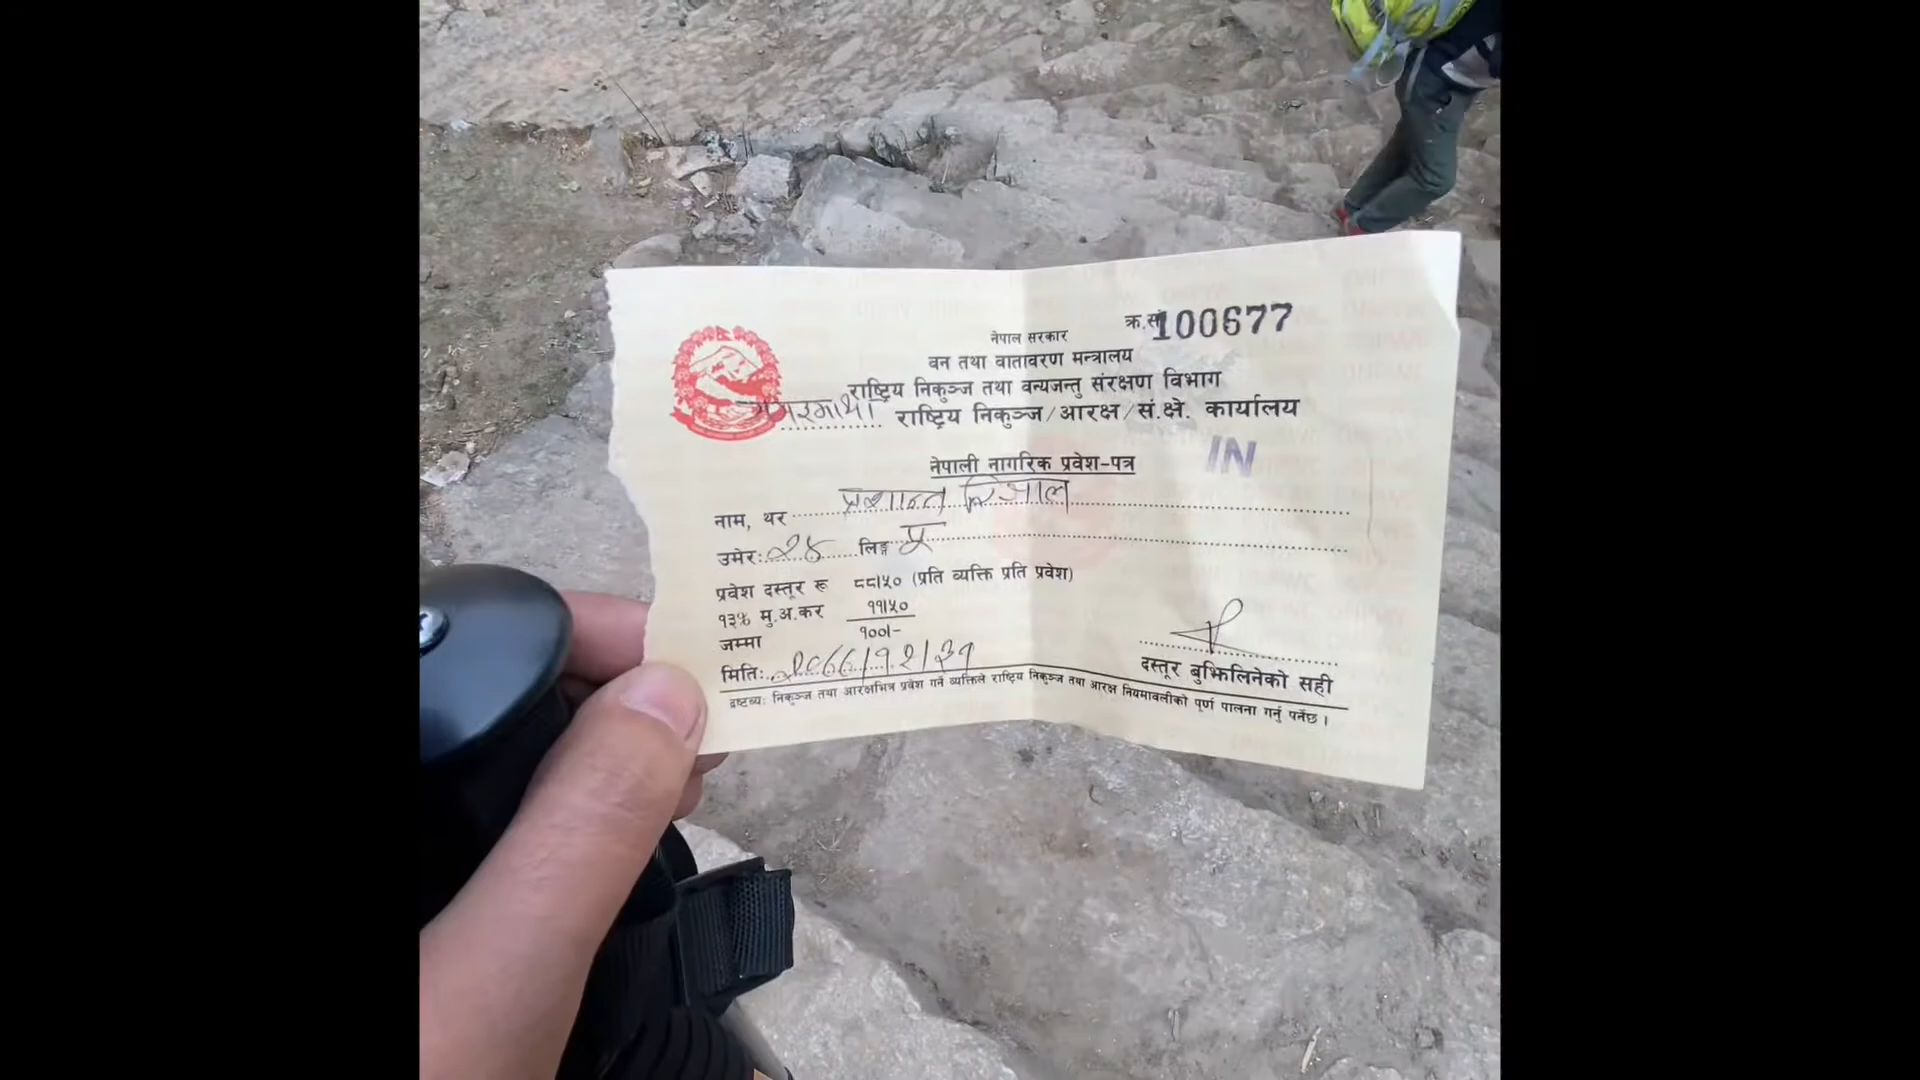 क्र.सं. 100677
नेपाल सरकार
वन तथा वातावरण मन्त्रालय
राष्ट्रिय निकुञ्ज तथा वन्यजन्तु संरक्षण विभाग
सगरमाथा राष्ट्रिय निकुञ्ज/आरक्ष/सं.क्षे. कार्यालय
IN
नेपाली नागरिक प्रवेश-पत्र
नाम, थर प्रशान्त रिजाल
उमेर: २४ लिङ्ग पु
प्रवेश दस्तूर रू ८८।५० (प्रति व्यक्ति प्रति प्रवेश)
१३% मु.अ.कर ११।५०
जम्मा १००।-
मिति:
दस्तूर बुझिलिनेको सही
द्रष्टव्य: निकुञ्ज तथा आरक्षभित्र प्रवेश गर्ने व्यक्तिले राष्ट्रिय निकुञ्ज तथा आरक्ष नियमावलीको पूर्ण पालना गर्नु पर्नेछ ।